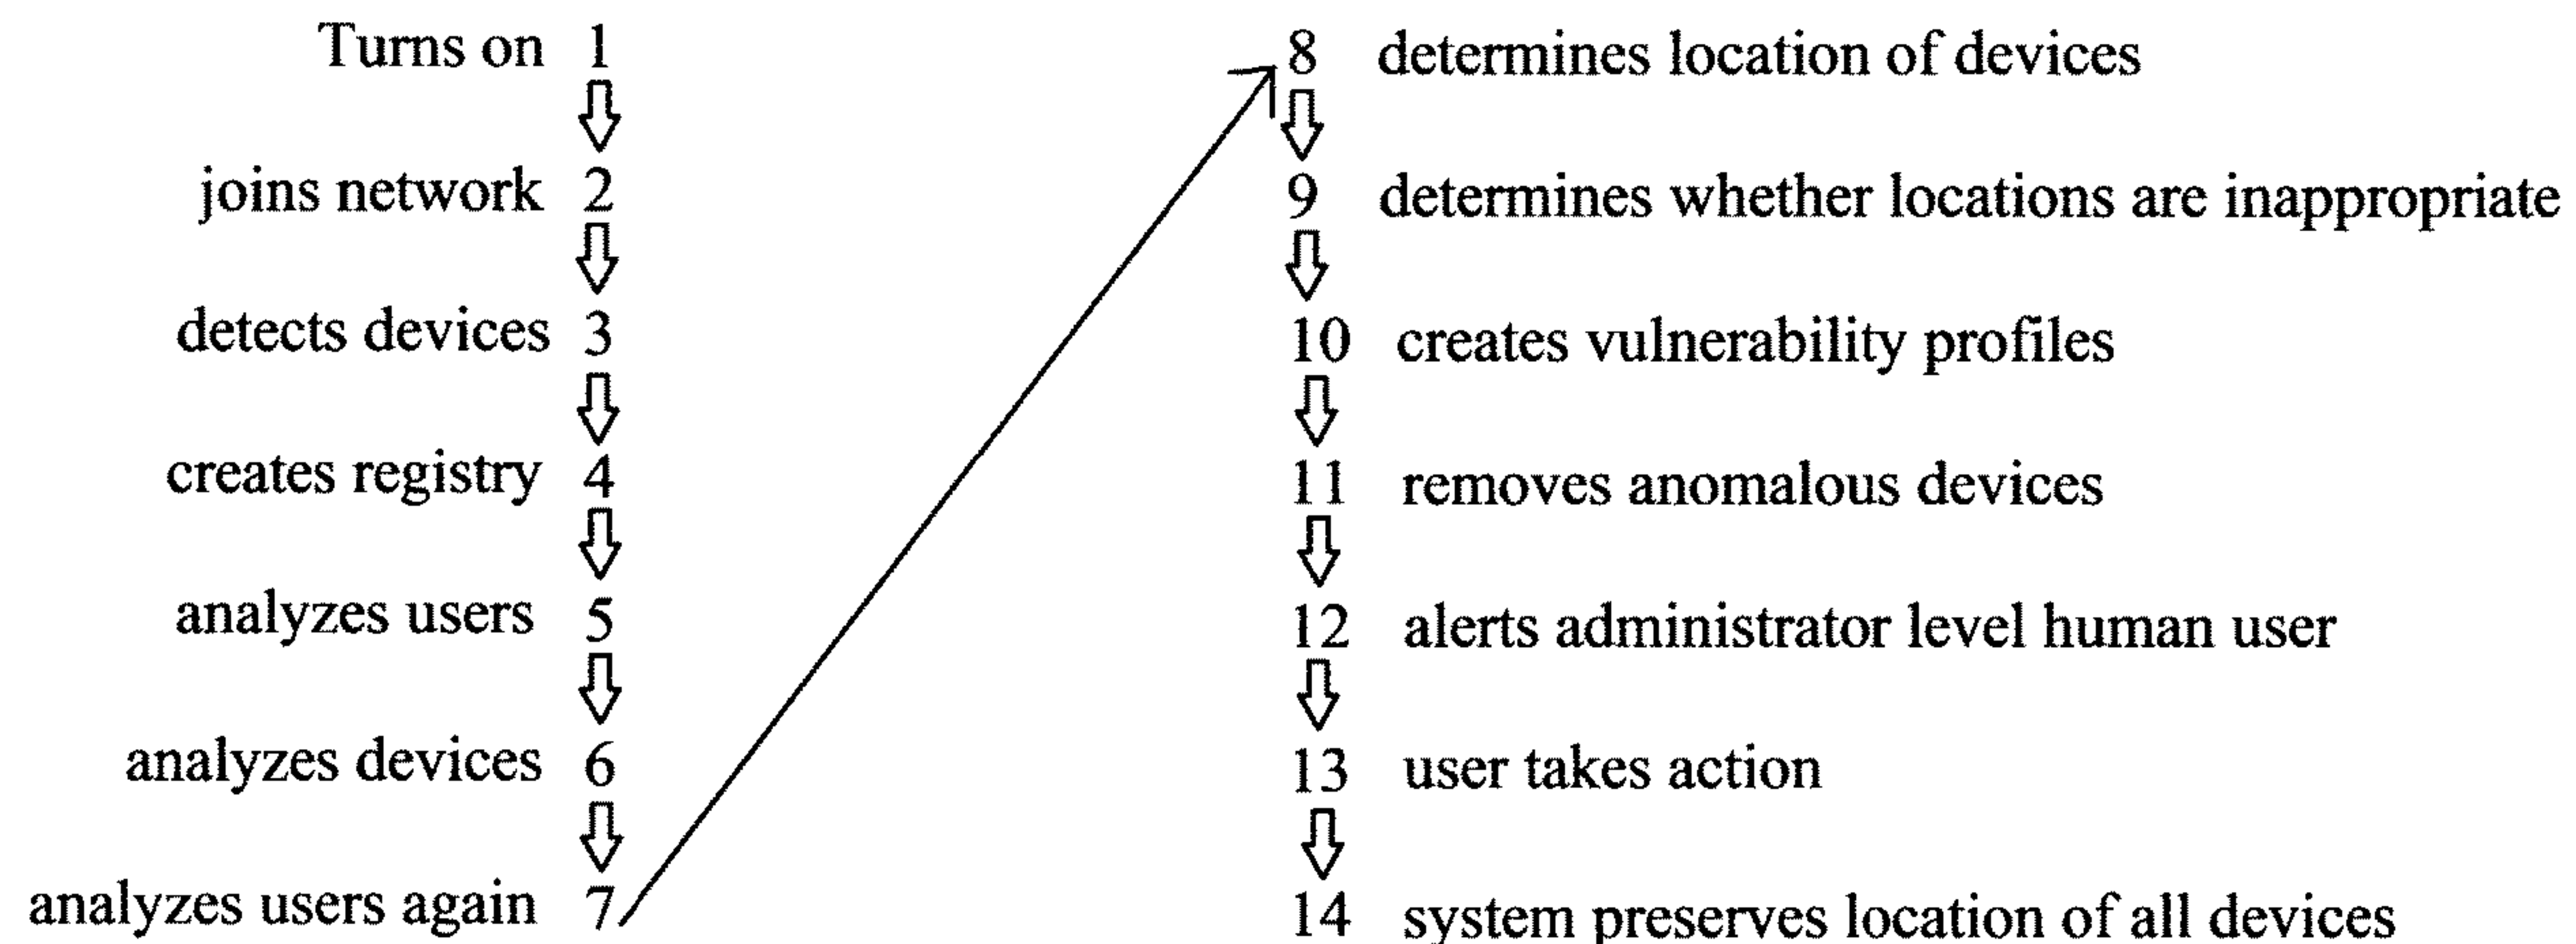 Turns on 1
joins network 2
detects devices 3
creates registry 4
analyzes users 5
analyzes devices 6
analyzes users again 7
8 determines location of devices
9 determines whether locations are inappropriate
10 creates vulnerability profiles
11 removes anomalous devices
12 alerts administrator level human user
13 user takes action
14 system preserves location of all devices